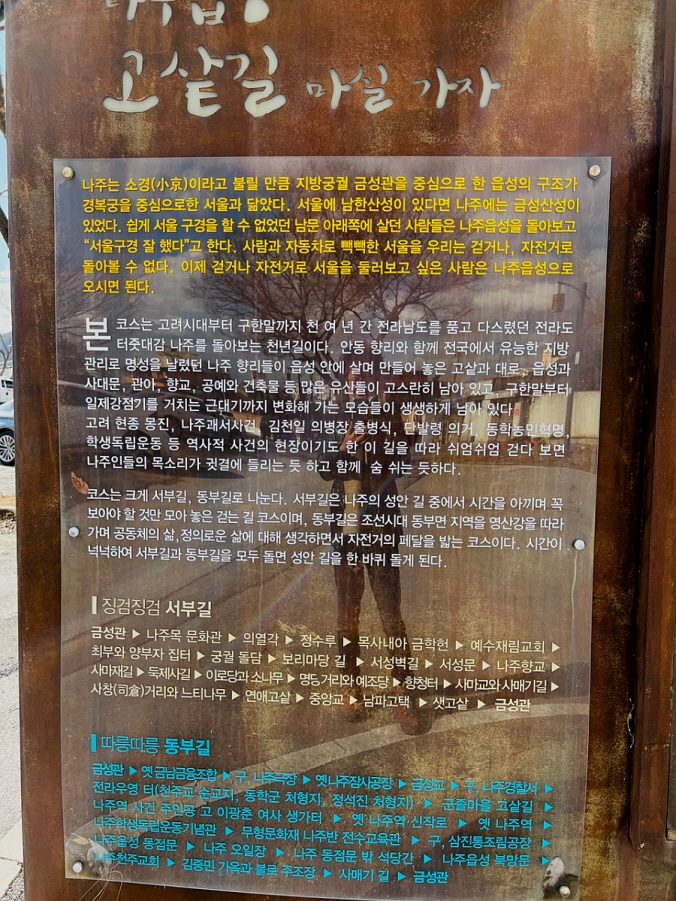 나주읍성
고샅길 마실 가자
나주는 소경(小京)이라고 불릴 만큼 지방궁궐 금성관을 중심으로 한 읍성의 구조가
경복궁을 중심으로한 서울과 닮았다. 서울에 남한산성이 있다면 나주에는 금성산성이
있었다. 쉽게 서울 구경을 할 수 없었던 남문 아래쪽에 살던 사람들은 나주읍성을 돌아보고
"서울구경 잘 했다"고 한다. 사람과 자동차로 빽빽한 서울을 우리는 걷거나, 자전거로
돌아볼 수 없다. 이제 걷거나 자전거로 서울을 둘러보고 싶은 사람은 나주읍성으로
오시면 된다.
본 코스는 고려시대부터 구한말까지 천 여 년 간 전라남도를 품고 다스렸던 전라도
터줏대감 나주를 돌아보는 천년길이다. 안동 향리와 함께 전국에서 유능한 지방
관리로 명성을 날렸던 나주 향리들이 읍성 안에 살며 만들어 놓은 고샅과 대로, 읍성과
사대문, 관아, 향교, 공예와 건축물 등 많은 유산들이 고스란히 남아 있고, 구한말부터
일제강점기를 거치는 근대기까지 변화해 가는 모습들이 생생하게 남아 있다.
고려 현종 몽진, 나주괘서사건, 김천일 의병장 출병식, 단발령 의거, 동학농민혁명,
학생독립운동 등 역사적 사건의 현장이기도 한 이 길을 따라 쉬엄쉬엄 걷다 보면
나주인들의 목소리가 귓결에 들리는 듯 하고 함께 숨 쉬는 듯하다.
코스는 크게 서부길, 동부길로 나눈다. 서부길은 나주의 성안 길 중에서 시간을 아끼며 꼭
보아야 할 것만 모아 놓은 걷는 길 코스이며, 동부길은 조선시대 동부면 지역을 영산강을 따라
가며 공동체의 삶, 정의로운 삶에 대해 생각하면서 자전거의 페달을 밟는 코스이다. 시간이
넉넉하여 서부길과 동부길을 모두 돌면 성안 길을 한 바퀴 돌게 된다.
징검징검 서부길
금성관 ▶ 나주목 문화관 ▶ 의열각 ▶ 정수루 ▶ 목사내아 금학헌 ▶ 예수재림교회 ▶
최부와 양부자 집터 ▶ 궁궐 돌담 ▶ 보리마당 길 ▶ 서성벽길 ▶ 서성문 ▶ 나주향교 ▶
사마재길 ▶ 둑제사길 ▶ 이로당과 소나무 ▶ 명당거리와 예조당 ▶ 향청터 ▶ 사마교와 사매기길 ▶
사창(司倉)거리와 느티나무 ▶ 연애고샅 ▶ 중앙교 ▶ 남파고택 ▶ 샛고샅 ▶ 금성관
따릉따릉 동부길
금성관 ▶ 옛 금남금융조합 ▶ 구, 나주극장 ▶ 옛 나주잠사공장 ▶ 금성교 ▶ 구, 나주경찰서 ▶
전라우영 터(천주교 순교지, 동학군 처형지, 정석진 처형지) ▶ 군졸마을 고샅길 ▶
나주역 사건 주인공 고 이광춘 여사 생가터 ▶ 옛 나주역 신작로 ▶ 옛 나주역 ▶
나주학생독립운동기념관 ▶ 무형문화재 나주반 전수교육관 ▶ 구, 삼진통조림공장 ▶
나주읍성 동점문 ▶ 나주 오일장 ▶ 나주 동점문 밖 석당간 ▶ 나주읍성 북망문 ▶
나주천주교회 ▶ 김중민 가옥과 블로 주조장 ▶ 사매기 길 ▶ 금성관